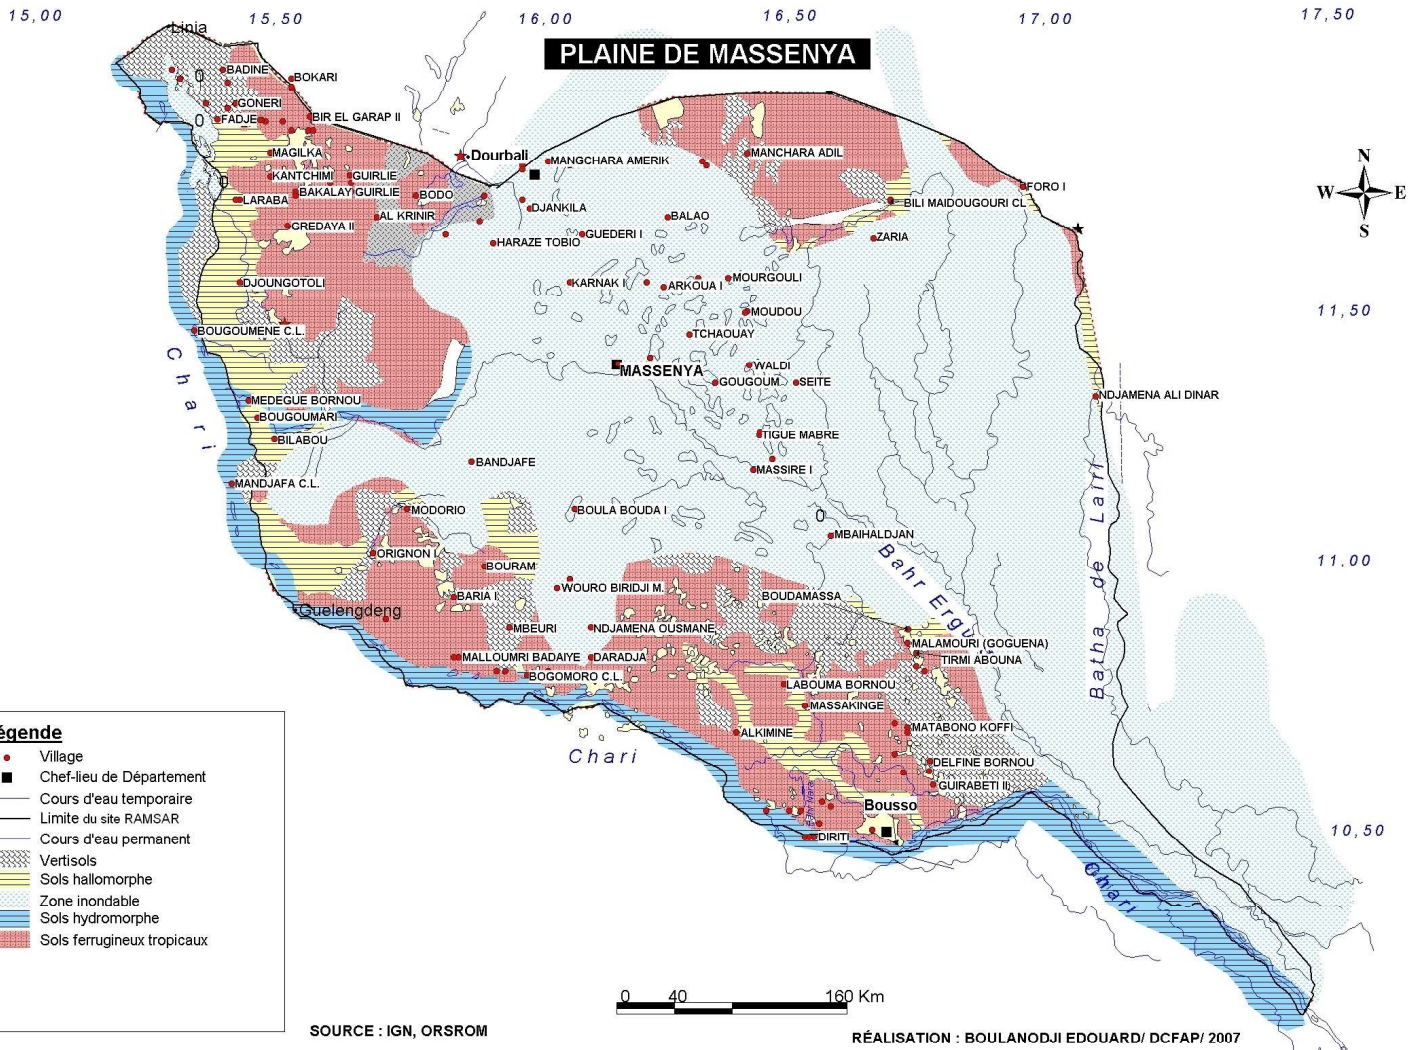 15,00 15,50 16,00 16,50 17,00 17,50
PLAINE DE MASSENYA
Linia
BADINE
BOKARI
GONERI
FADJE
BIR EL GARAP II
MAGILKA
Dourbali
MANGCHARA AMERIK
MANCHARA ADIL
N
W E
S
KANTCHIMI
GUIRLIE
BAKALAY GUIRLIE
BODO
FORO I
LARABA
AL KRINIR
DJANKILA
BALAO
BILI MAIDOUGOURI CL
GREDAYA II
HARAZE TOBIO
GUEDERI I
ZARIA
DJOUNGOTOLI
KARNAK I
ARKOUA I
MOURGOULI
MOUDOU
11,50
BOUGOUMENE C.L.
TCHAOUAY
Chari
MASSENYA
WALDI
GOUGOUM
SEITE
MEDEGUE BORNOU
NDJAMENA ALI DINAR
BOUGOUMARI
BILABOU
TIGUE MABRE
BANDJAFE
MASSIRE I
MANDJAFA C.L.
MODORIO
BOULA BOUDA I
MBAIHALDJAN
Batha de Lairi
Bahr Erguig
11,00
ORIGNON I
BOURAM
WOURO BIRIDJI M.
BARIA I
BOUDAMASSA
Guelengdeng
MBEURI
NDJAMENA OUSMANE
MALAMOURI (GOGUENA)
MALLOUMRI BADAIYE
DARADJA
TIRMI ABOUNA
BOGOMORO C.L.
LABOUMA BORNOU
MASSAKINGE
MATABONO KOFFI
ALKIMINE
Chari
DELFINE BORNOU
GUIRABETI II
Bousso
DIRITI
10,50
Chari
égende
Village
Chef-lieu de Département
Cours d'eau temporaire
Limite du site RAMSAR
Cours d'eau permanent
Vertisols
Sols hallomorphe
Zone inondable
Sols hydromorphe
Sols ferrugineux tropicaux
0 40 160 Km
SOURCE : IGN, ORSROM
RÉALISATION : BOULANODJI EDOUARD/ DCFAP/ 2007